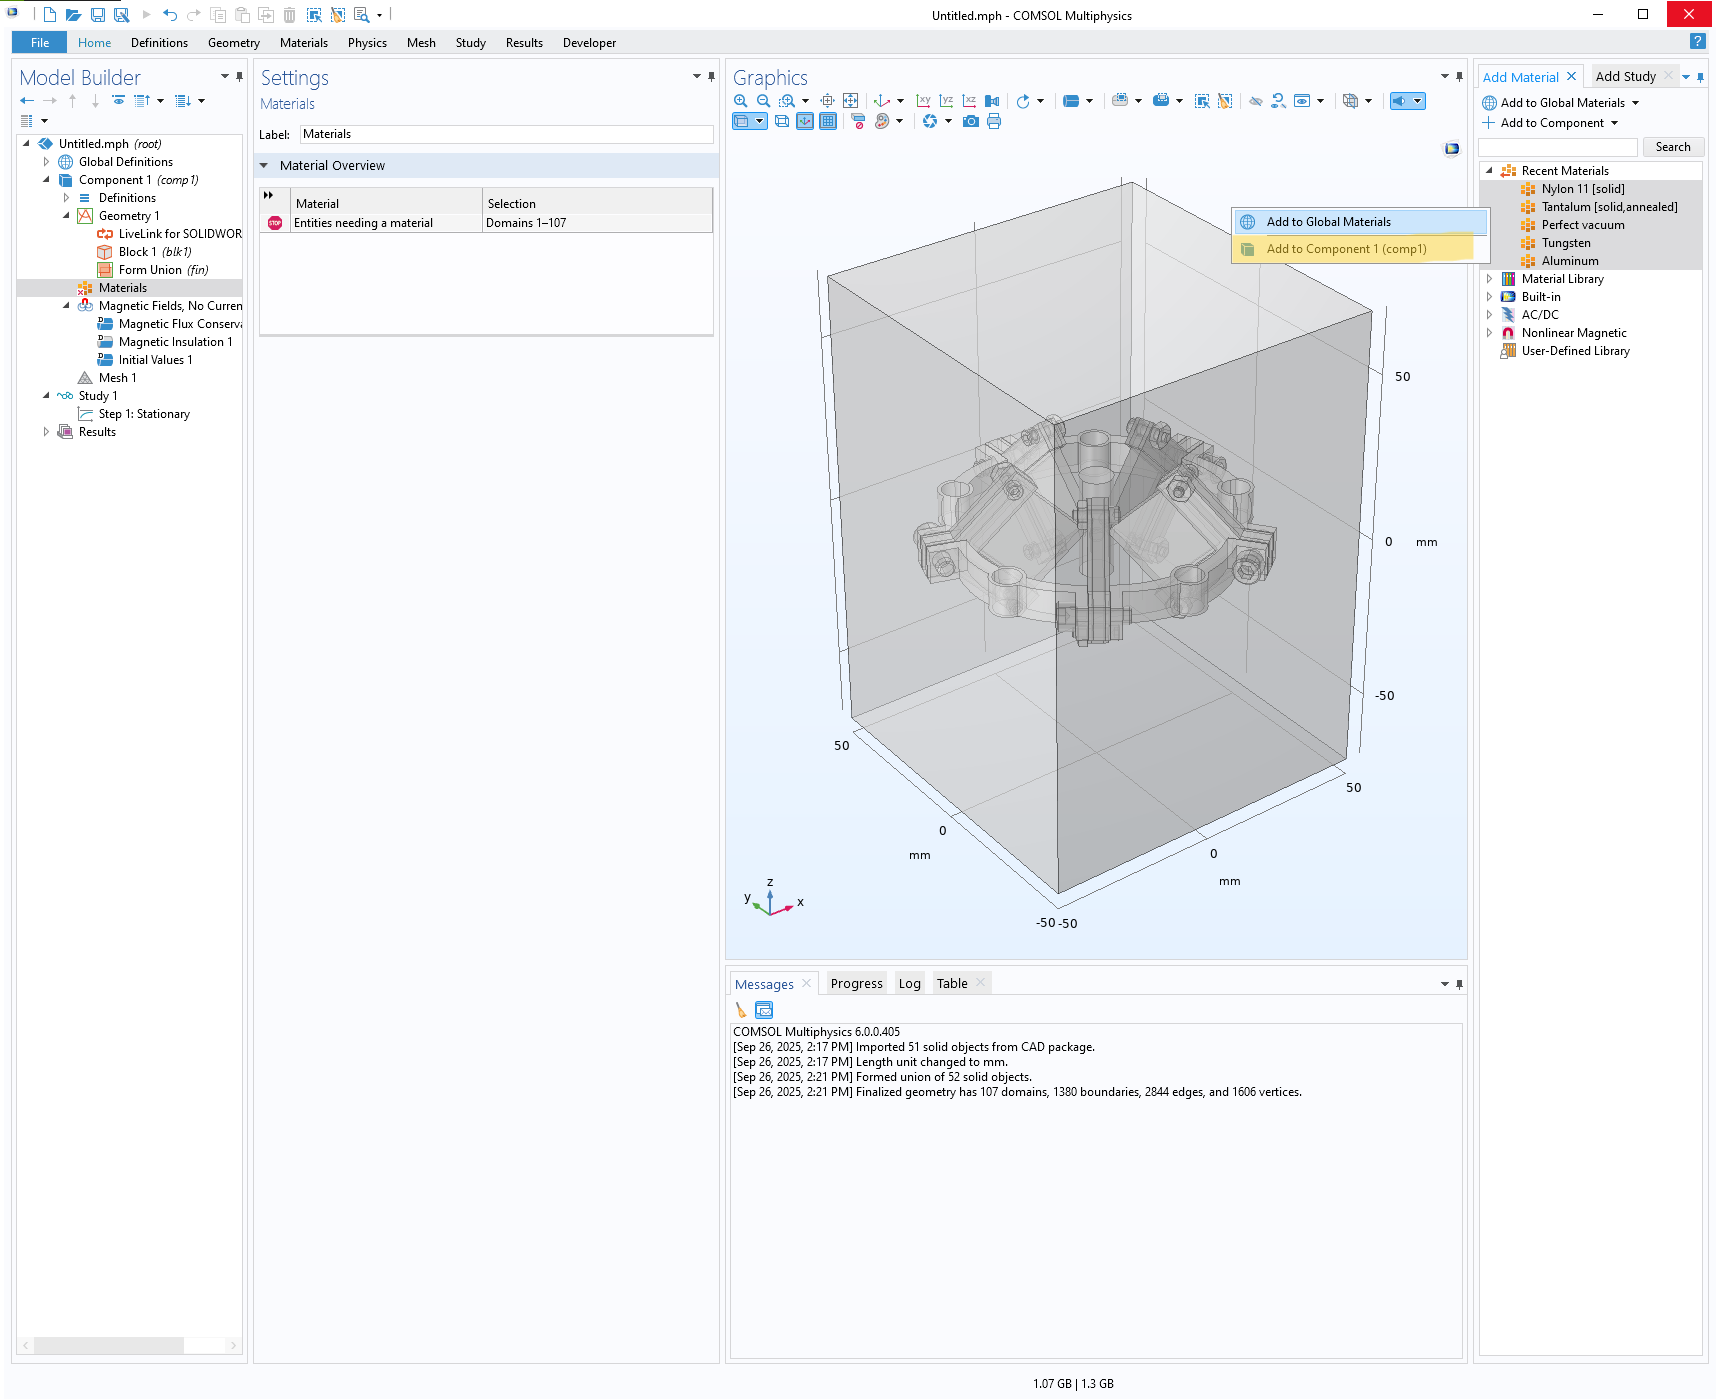 Untitled.mph - COMSOL Multiphysics
File Home Definitions Geometry Materials Physics Mesh Study Results Developer ?
Model Builder
Untitled.mph (root)
Global Definitions
Component 1 (comp1)
Definitions
Geometry 1
LiveLink for SOLIDWOR
Block 1 (blk1)
Form Union (fin)
Materials
Magnetic Fields, No Curren
Magnetic Flux Conserva
Magnetic Insulation 1
Initial Values 1
Mesh 1
Study 1
Step 1: Stationary
Results
Settings
Materials
Label: Materials
Material Overview
Material Selection
STOP Entities needing a material Domains 1–107
Graphics
xy yz xz
Add to Global Materials
Add to Component 1 (comp1)
50
0 mm
-50
50
50
0
0
mm
mm
-50 -50
z
y
x
Messages Progress Log Table
COMSOL Multiphysics 6.0.0.405
[Sep 26, 2025, 2:17 PM] Imported 51 solid objects from CAD package.
[Sep 26, 2025, 2:17 PM] Length unit changed to mm.
[Sep 26, 2025, 2:21 PM] Formed union of 52 solid objects.
[Sep 26, 2025, 2:21 PM] Finalized geometry has 107 domains, 1380 boundaries, 2844 edges, and 1606 vertices.
Add Material Add Study
Add to Global Materials
Add to Component
Search
Recent Materials
Nylon 11 [solid]
Tantalum [solid,annealed]
Perfect vacuum
Tungsten
Aluminum
Material Library
Built-in
AC/DC
Nonlinear Magnetic
User-Defined Library
1.07 GB | 1.3 GB